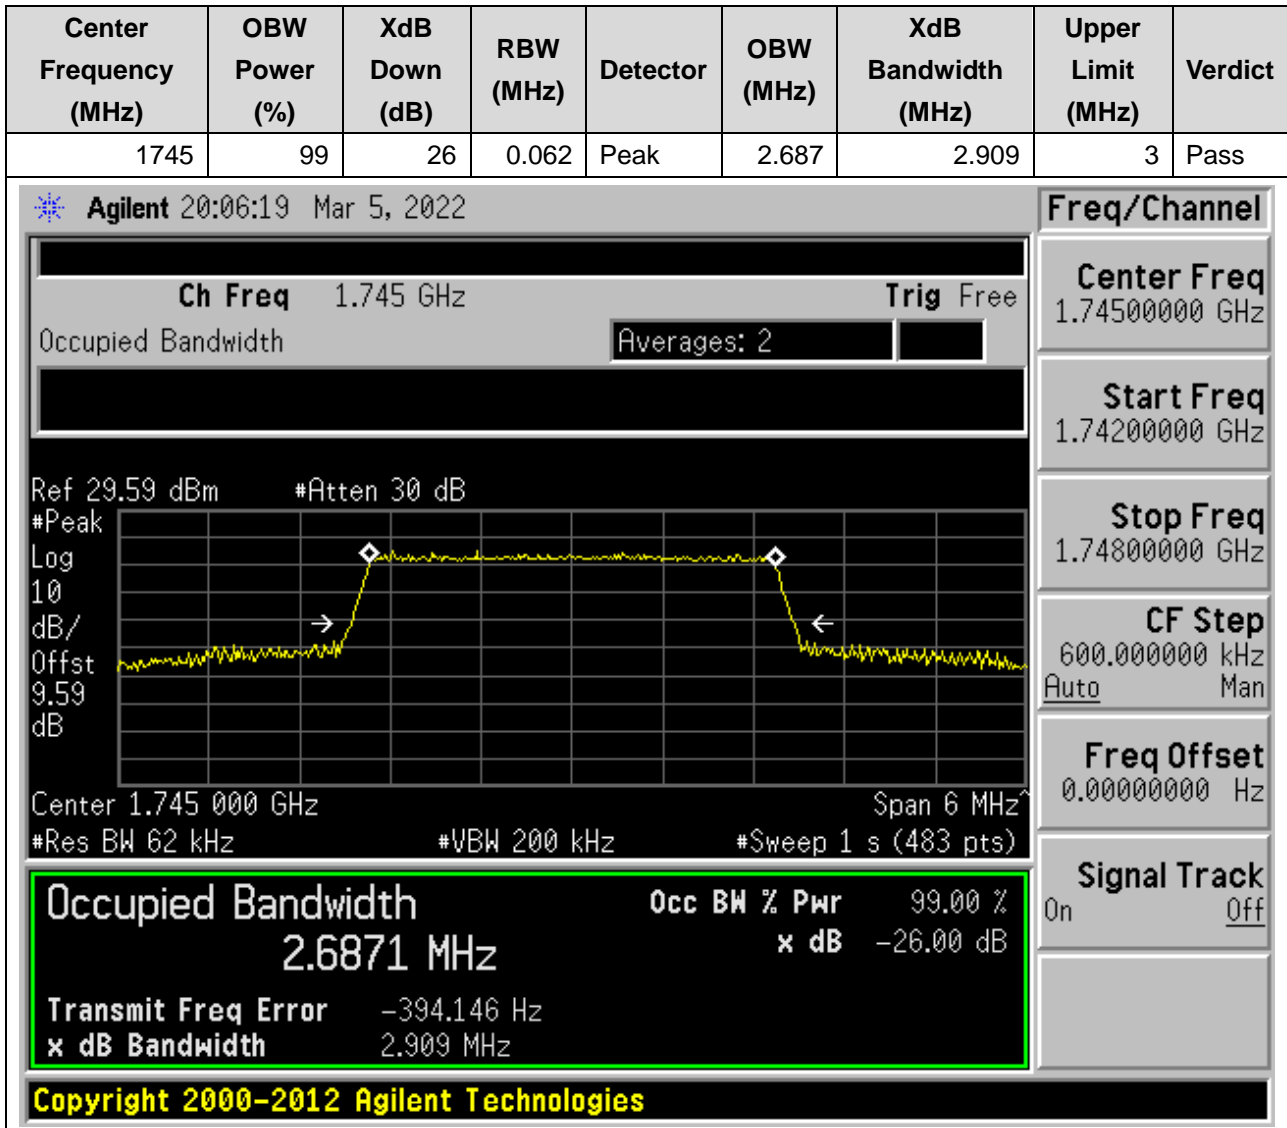 Center Frequency (MHz) OBW Power (%) XdB Down (dB) RBW (MHz) Detector OBW (MHz) XdB Bandwidth (MHz) Upper Limit (MHz) Verdict
1745 99 26 0.062 Peak 2.687 2.909 3 Pass
Agilent 20:06:19 Mar 5, 2022
Freq/Channel
Ch Freq 1.745 GHz Trig Free
Occupied Bandwidth Averages: 2
Ref 29.59 dBm #Atten 30 dB
#Peak
Log
10
dB/
Offst
9.59
dB
Center 1.745 000 GHz Span 6 MHz^
#Res BW 62 kHz #VBW 200 kHz #Sweep 1 s (483 pts)
Occupied Bandwidth Occ BW % Pwr 99.00 %
2.6871 MHz x dB -26.00 dB
Transmit Freq Error -394.146 Hz
x dB Bandwidth 2.909 MHz
Copyright 2000-2012 Agilent Technologies
Center Freq
1.74500000 GHz
Start Freq
1.74200000 GHz
Stop Freq
1.74800000 GHz
CF Step
600.000000 kHz
Auto Man
Freq Offset
0.00000000 Hz
Signal Track
On Off